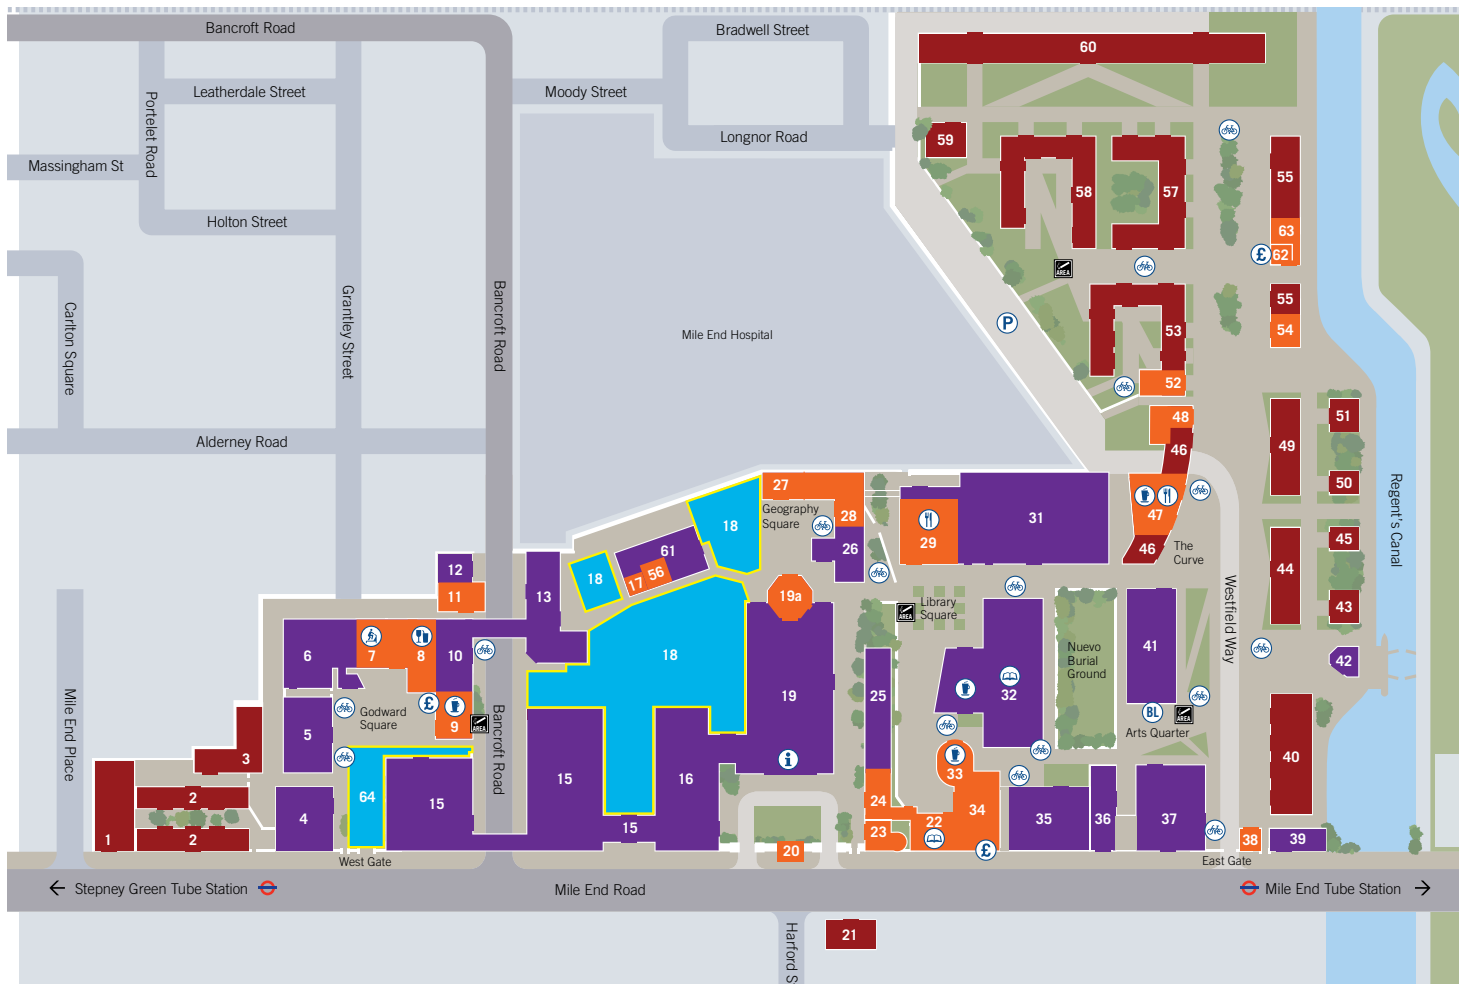 Bancroft Road
Bradwell Street
60
Leatherdale Street
Moody Street
Portelet Road
Longnor Road
59
Massingham St
55
58
57
Holton Street
63
£
62
AREA
Carlton Square
Grantley Street
Bancroft Road
55
P
Mile End Hospital
53
54
52
48
51
Alderney Road
49
46
50
27
Geography
Square
18
28
29
31
47
Regent's Canal
45
61
26
46
The
Curve
12
18
17
56
44
11
13
19a
AREA
Library
Square
43
Westfield Way
6
7
8
10
18
41
42
Nuevo
Burial
Ground
25
32
19
£
9
Godward
Square
AREA
5
BL
AREA
Arts Quarter
Mile End Place
Bancroft Road
3
i
33
40
2
64
15
15
16
24
34
4
22
35
36
37
1
2
15
23
38
39
20
£
West Gate
East Gate
Stepney Green Tube Station
Mile End Road
Mile End Tube Station
21
Harford S